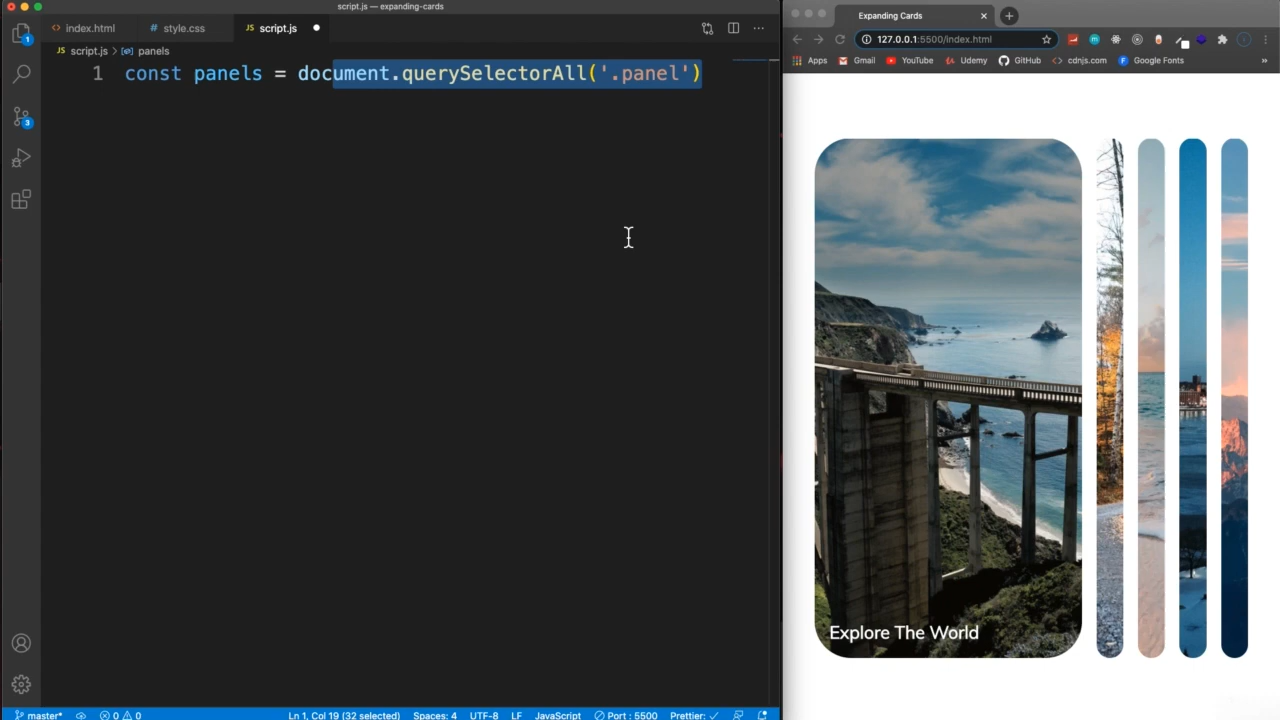 script.js — expanding-cards
index.html
style.css
script.js
script.js > panels
1 const panels = document.querySelectorAll('.panel')
master*
0 0
Ln 1, Col 19 (32 selected)
Spaces: 4
UTF-8
LF
JavaScript
Port : 5500
Prettier: ✓
Expanding Cards
127.0.0.1:5500/index.html
Apps
Gmail
YouTube
Udemy
GitHub
cdnjs.com
Google Fonts
Explore The World